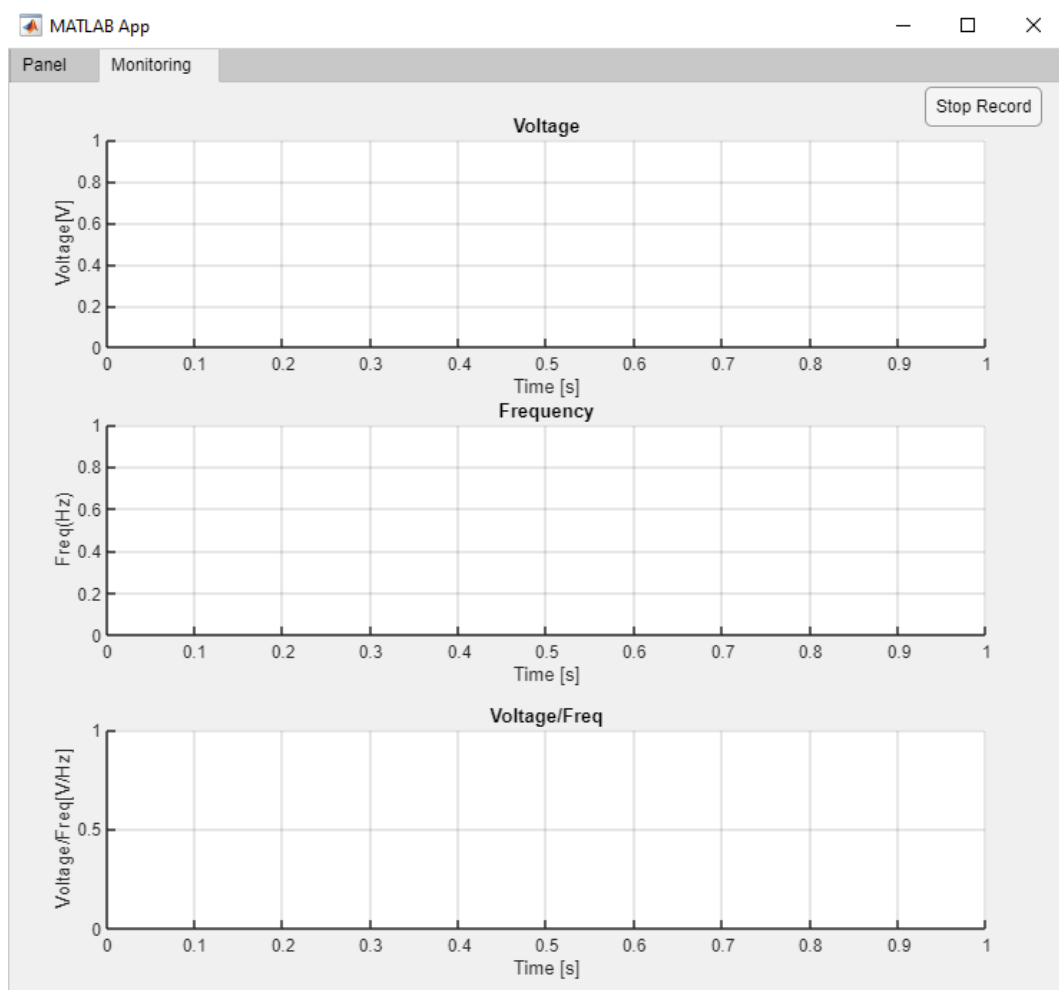 MATLAB App
Panel Monitoring
Stop Record
Voltage
Voltage[V]
1
0.8
0.6
0.4
0.2
0
0 0.1 0.2 0.3 0.4 0.5 0.6 0.7 0.8 0.9 1
Time [s]
Frequency
Freq(Hz)
1
0.8
0.6
0.4
0.2
0
0 0.1 0.2 0.3 0.4 0.5 0.6 0.7 0.8 0.9 1
Time [s]
Voltage/Freq
Voltage/Freq[V/Hz]
1
0.5
0
0 0.1 0.2 0.3 0.4 0.5 0.6 0.7 0.8 0.9 1
Time [s]